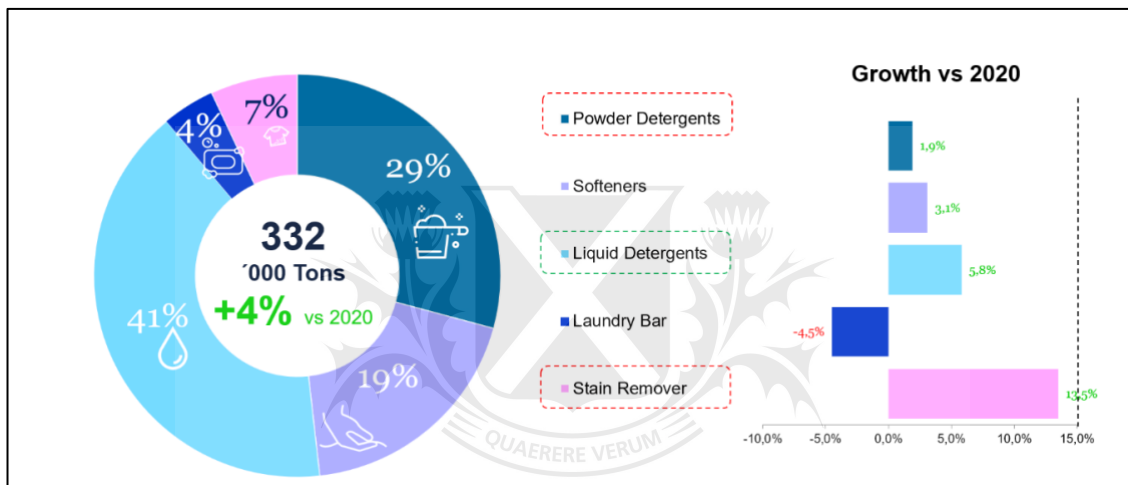 7%
4%
29%
41%
19%
332
´000 Tons
+4% vs 2020
Powder Detergents
Softeners
Liquid Detergents
Laundry Bar
Stain Remover
Growth vs 2020
1,9%
3,1%
5,8%
-4,5%
13,5%
-10,0% -5,0% 0,0% 5,0% 10,0% 15,0%
QUAERERE VERUM